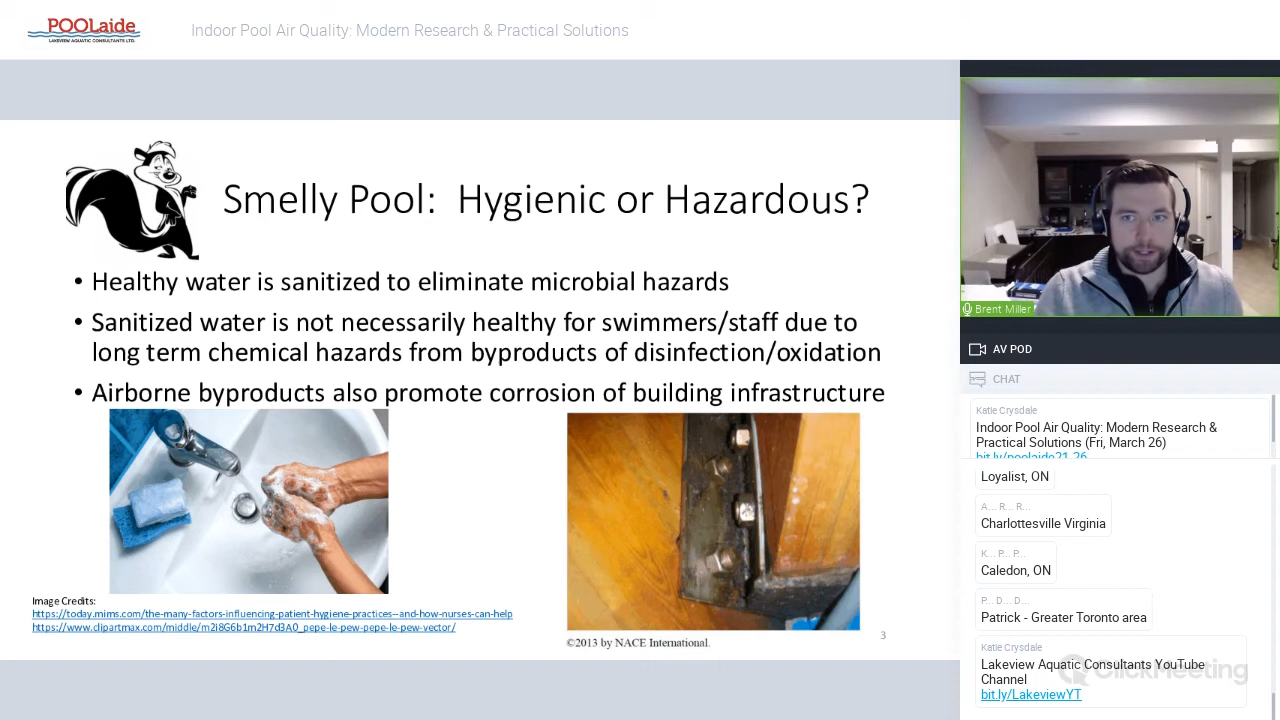 POOLaide
LAKEVIEW AQUATIC CONSULTANTS LTD.
Indoor Pool Air Quality: Modern Research & Practical Solutions
Smelly Pool: Hygienic or Hazardous?
• Healthy water is sanitized to eliminate microbial hazards
• Sanitized water is not necessarily healthy for swimmers/staff due to
long term chemical hazards from byproducts of disinfection/oxidation
• Airborne byproducts also promote corrosion of building infrastructure
Image Credits:
https://today.mims.com/the-many-factors-influencing-patient-hygiene-practices--and-how-nurses-can-help
https://www.clipartmax.com/middle/m2i8G6b1m2H7d3A0_pepe-le-pew-pepe-le-pew-vector/
©2013 by NACE International.
3
Brent Miller
AV POD
CHAT
Katie Crysdale
Indoor Pool Air Quality: Modern Research &
Practical Solutions (Fri, March 26)
bit.ly/poolaide21-26
Loyalist, ON
A... R... R...
Charlottesville Virginia
K... P... P...
Caledon, ON
P... D... D...
Patrick - Greater Toronto area
Katie Crysdale
Lakeview Aquatic Consultants YouTube
Channel
bit.ly/LakeviewYT
ClickMeeting